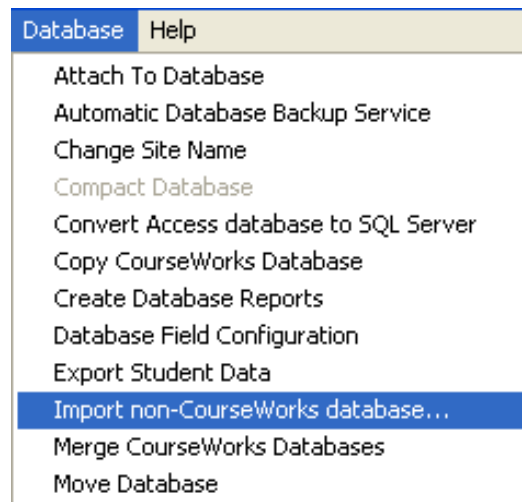 Database Help
Attach To Database
Automatic Database Backup Service
Change Site Name
Compact Database
Convert Access database to SQL Server
Copy CourseWorks Database
Create Database Reports
Database Field Configuration
Export Student Data
Import non-CourseWorks database...
Merge CourseWorks Databases
Move Database